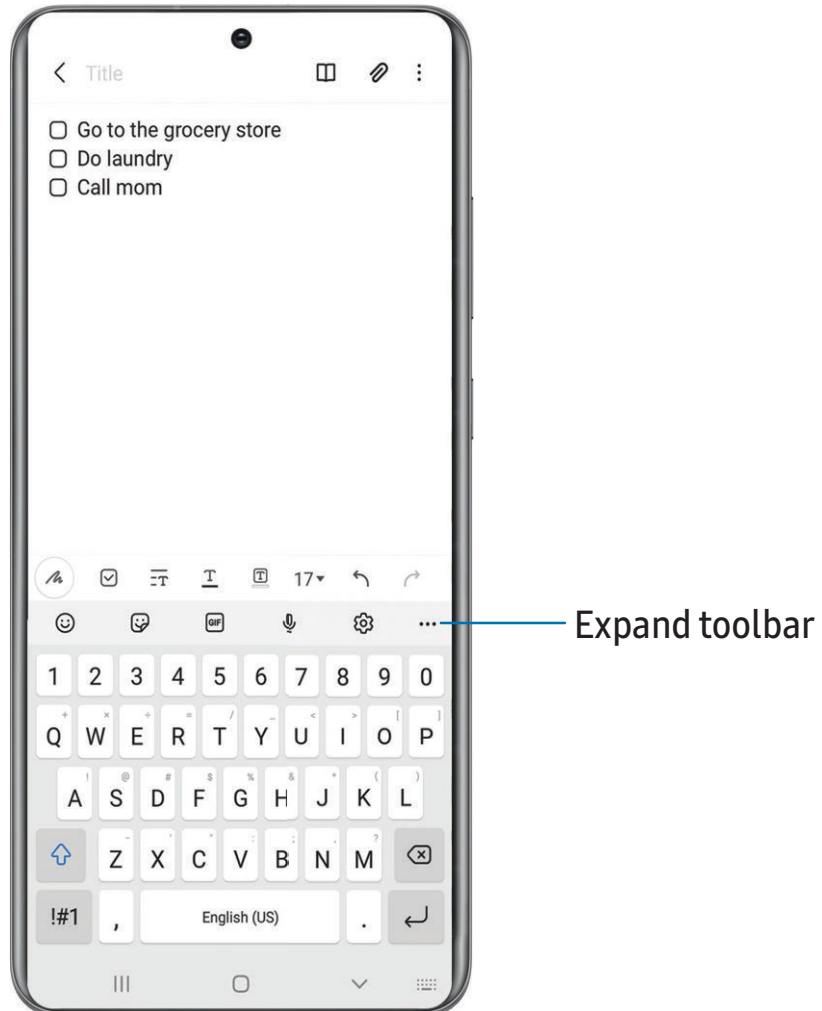 Title
Go to the grocery store
Do laundry
Call mom
T T T 17
GIF
Expand toolbar
1 2 3 4 5 6 7 8 9 0
+ × ÷ = / _ < > [ ]
Q W E R T Y U I O P
! @ # $ % & * ( )
A S D F G H J K L
- ' " : ; , ?
Z X C V B N M
!#1 , English (US) .